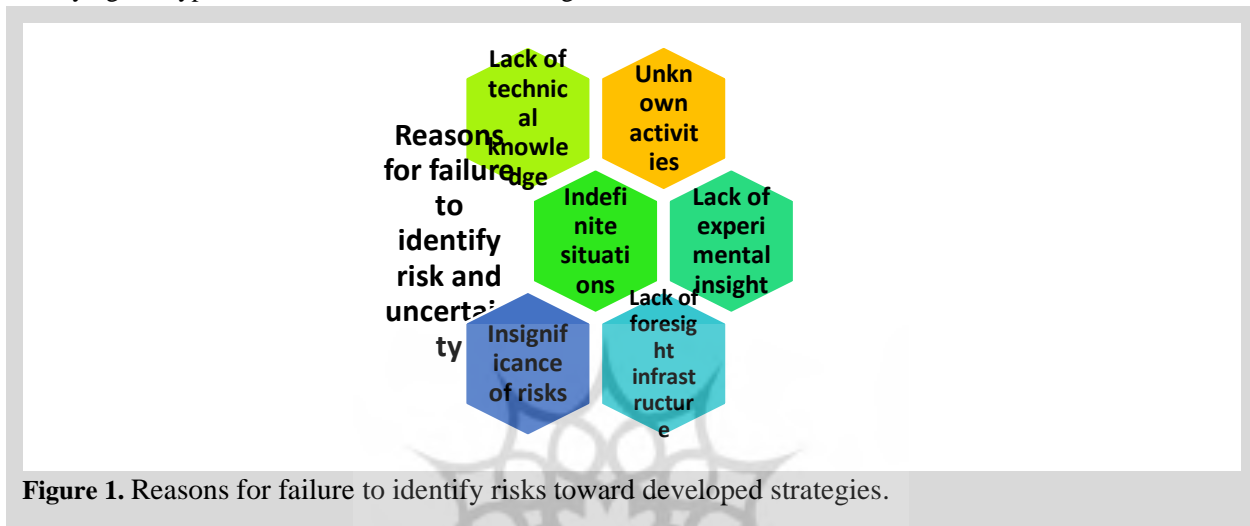 Lack of
technic
al
knowle
dge
Unkn
own
activit
ies
Reasons
for failure
to
identify
risk and
uncertai
ty
Indefi
nite
situati
ons
Lack of
experi
mental
insight
Insignif
icance
of risks
Lack of
foresig
ht
infrast
ructur
e
Figure 1. Reasons for failure to identify risks toward developed strategies.